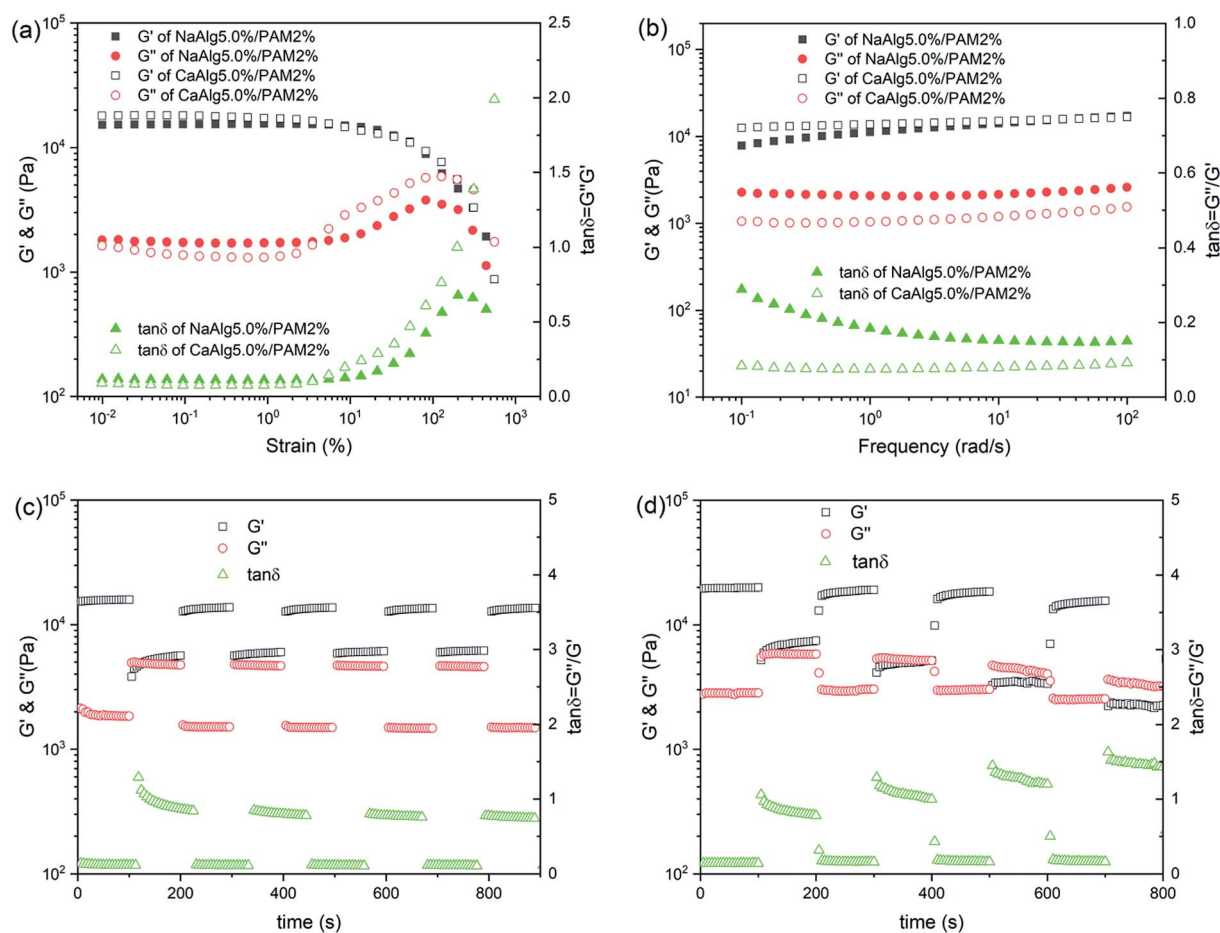 (a)
G' of NaAlg5.0%/PAM2%
G'' of NaAlg5.0%/PAM2%
G' of CaAlg5.0%/PAM2%
G'' of CaAlg5.0%/PAM2%
tanδ of NaAlg5.0%/PAM2%
tanδ of CaAlg5.0%/PAM2%
10⁵
10⁴
10³
10²
G' & G'' (Pa)
2.5
2.0
1.5
1.0
0.5
0.0
tanδ=G''G'
10⁻² 10⁻¹ 10⁰ 10¹ 10² 10³
Strain (%)
(b)
G' of NaAlg5.0%/PAM2%
G'' of NaAlg5.0%/PAM2%
G' of CaAlg5.0%/PAM2%
G'' of CaAlg5.0%/PAM2%
tanδ of NaAlg5.0%/PAM2%
tanδ of CaAlg5.0%/PAM2%
10⁵
10⁴
10³
10²
10¹
G' & G''(Pa)
1.0
0.8
0.6
0.4
0.2
0.0
tanδ=G''/G'
10⁻¹ 10⁰ 10¹ 10²
Frequency (rad/s)
(c)
G'
G''
tanδ
10⁵
10⁴
10³
10²
G' & G''(Pa)
5
4
3
2
1
0
tanδ=G''/G'
0 200 400 600 800
time (s)
(d)
G'
G''
tanδ
10⁵
10⁴
10³
10²
G' & G''(Pa)
5
4
3
2
1
0
tanδ=G''/G'
0 200 400 600 800
time (s)